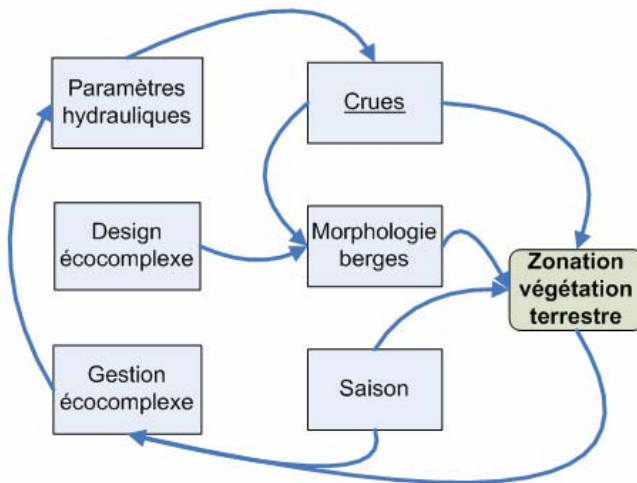 Paramètres
hydrauliques
Crues
Design
écocomplexe
Morphologie
berges
Zonation
végétation
terrestre
Gestion
écocomplexe
Saison